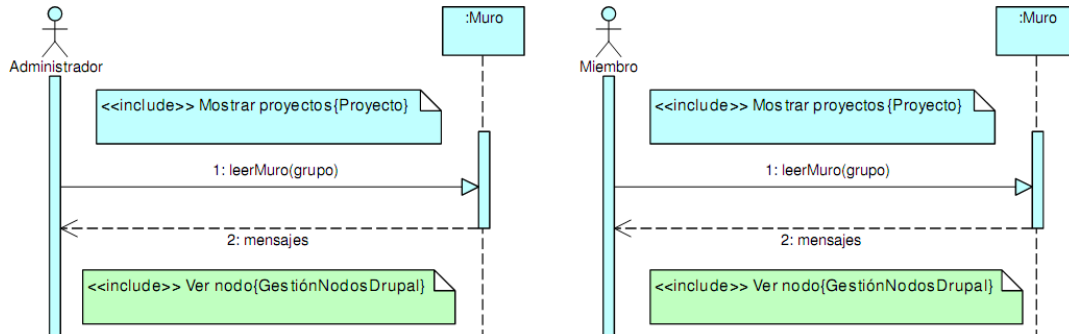 :Muro
Administrador
<<include>> Mostrar proyectos{Proyecto}
1: leerMuro(grupo)
2: mensajes
<<include>> Ver nodo{GestiónNodosDrupal}
:Muro
Miembro
<<include>> Mostrar proyectos{Proyecto}
1: leerMuro(grupo)
2: mensajes
<<include>> Ver nodo{GestiónNodosDrupal}